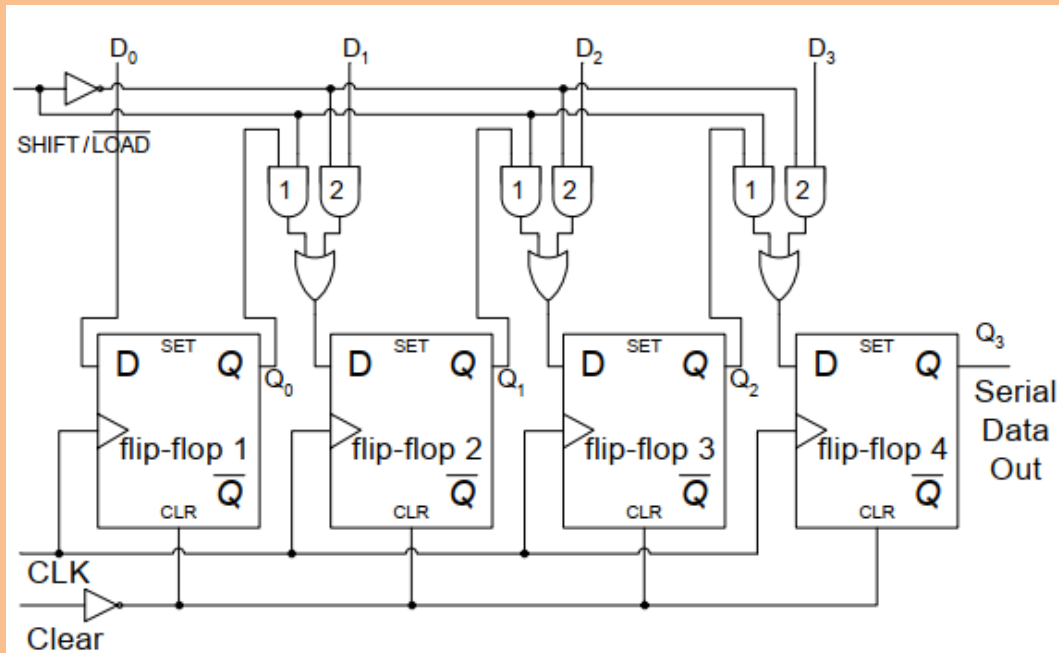 D₀ D₁ D₂ D₃
SHIFT/L̅O̅A̅D̅
1 2 1 2 1 2
SET SET SET SET
D Q D Q D Q D Q
Q₀ Q₁ Q₂ Q₃
Serial
Data
Out
flip-flop 1 flip-flop 2 flip-flop 3 flip-flop 4
Q̅ Q̅ Q̅ Q̅
CLR CLR CLR CLR
CLK
Clear